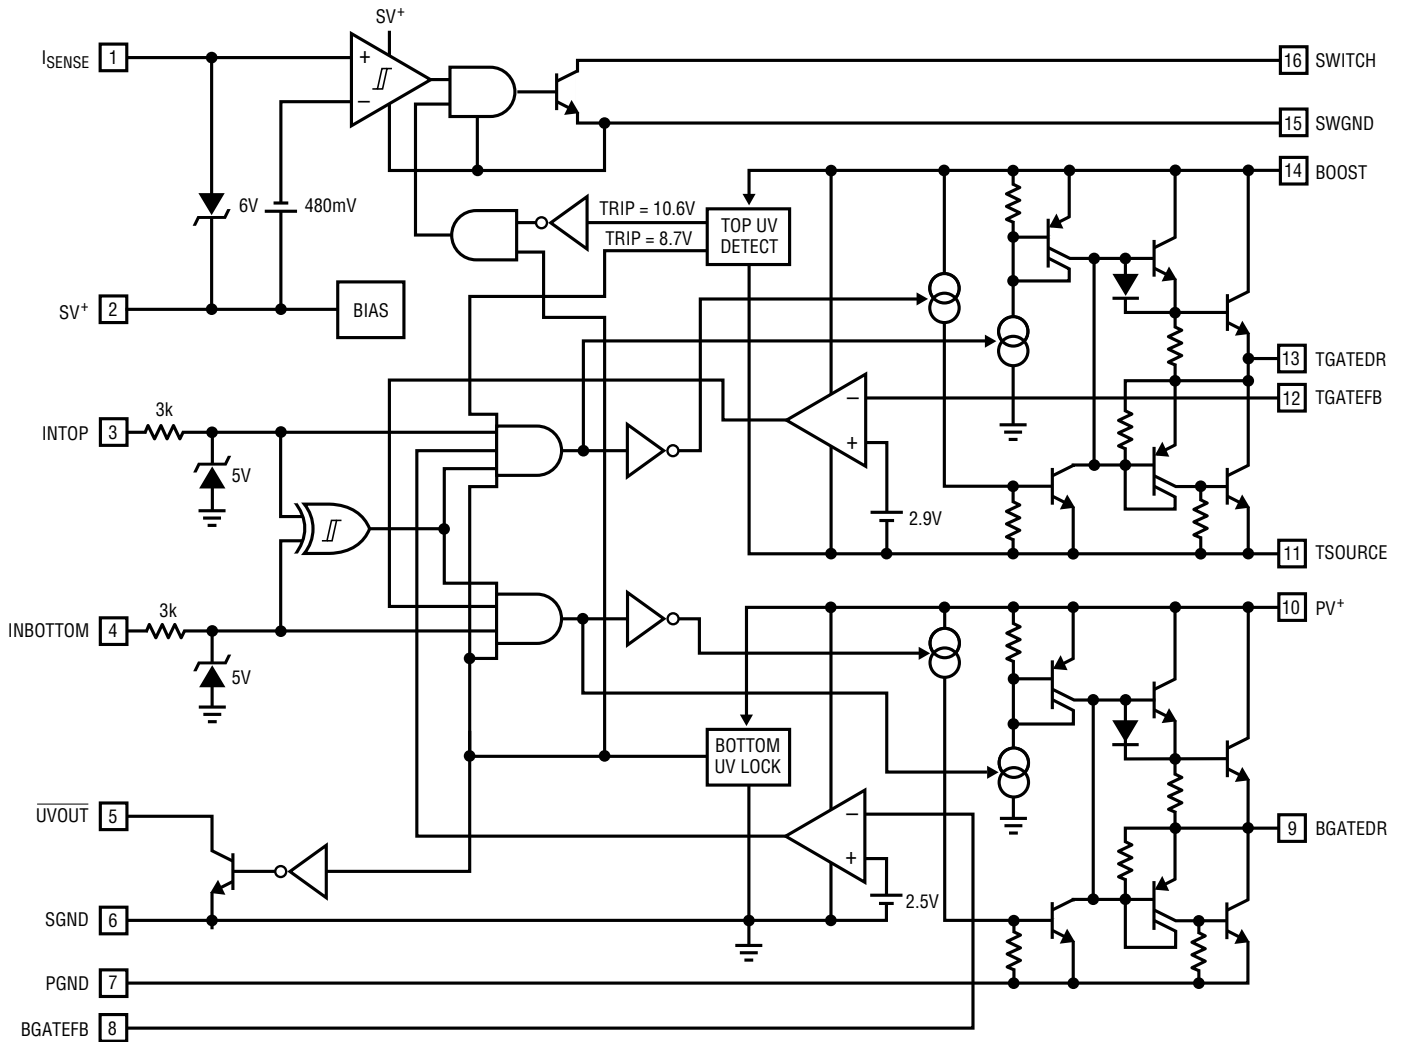 SV+
ISENSE 1
+
−
16 SWITCH
15 SWGND
14 BOOST
6V
480mV
TRIP = 10.6V
TRIP = 8.7V
TOP UV
DETECT
SV+ 2
BIAS
13 TGATEDR
12 TGATEFB
−
+
3k
INTOP 3
5V
2.9V
11 TSOURCE
10 PV+
3k
INBOTTOM 4
5V
BOTTOM
UV LOCK
UVOUT 5
−
+
9 BGATEDR
2.5V
SGND 6
PGND 7
BGATEFB 8